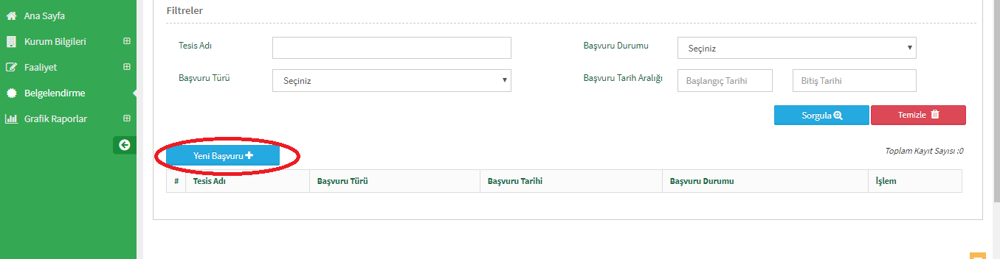 Ana Sayfa
Kurum Bilgileri
Faaliyet
Belgelendirme
Grafik Raporlar
Filtreler
Tesis Adı
Başvuru Durumu
Seçiniz
Başvuru Türü
Seçiniz
Başvuru Tarih Aralığı
Başlangıç Tarihi
Bitiş Tarihi
Sorgula
Temizle
Yeni Başvuru
Toplam Kayıt Sayısı :0
# Tesis Adı Başvuru Türü Başvuru Tarihi Başvuru Durumu İşlem